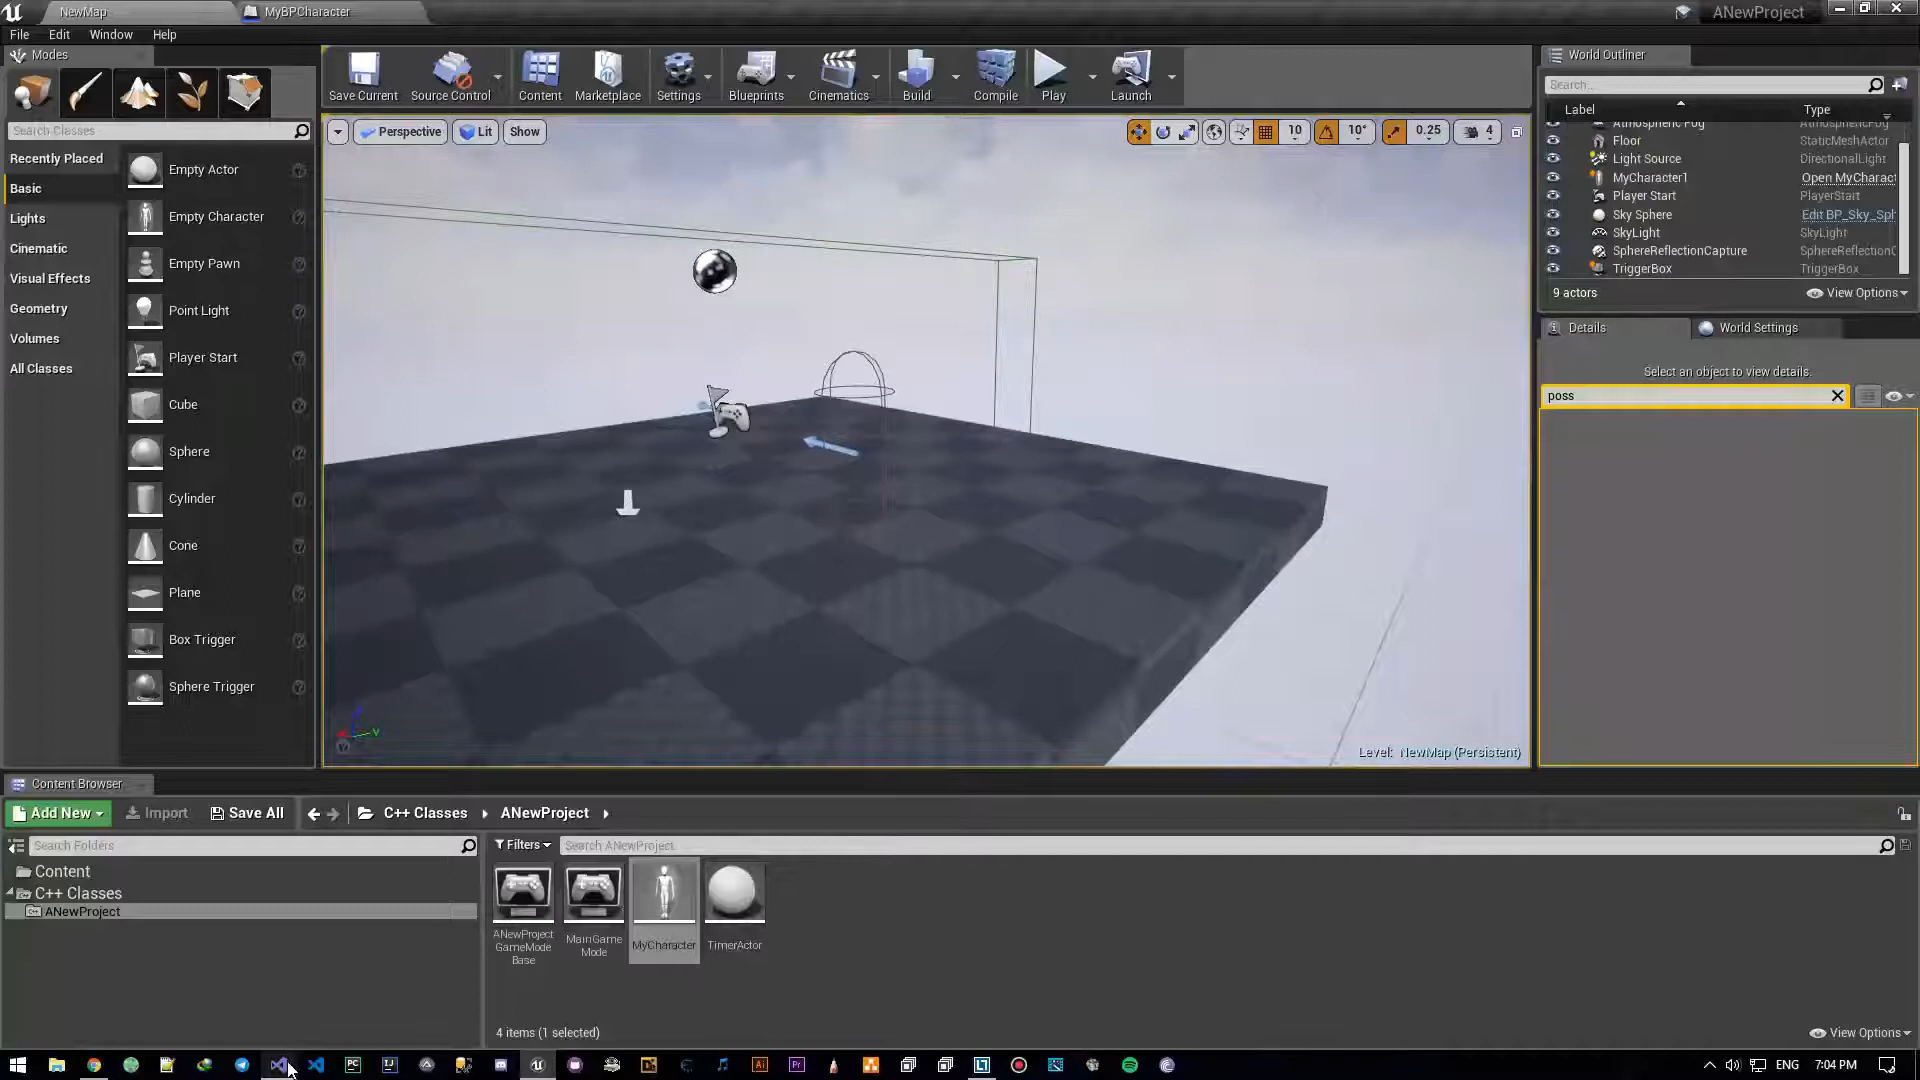 NewMap
MyBPCharacter
ANewProject
File Edit Window Help
Modes
Save Current
Source Control
Content
Marketplace
Settings
Blueprints
Cinematics
Build
Compile
Play
Launch
World Outliner
Search Classes
Recently Placed
Basic
Lights
Cinematic
Visual Effects
Geometry
Volumes
All Classes
Empty Actor
Empty Character
Empty Pawn
Point Light
Player Start
Cube
Sphere
Cylinder
Cone
Plane
Box Trigger
Sphere Trigger
Perspective
Lit
Show
10
10°
0.25
4
Level: NewMap (Persistent)
Search...
Label Type
Atmospheric Fog AtmosphericFog
Floor StaticMeshActor
Light Source DirectionalLight
MyCharacter1 Open MyCharact
Player Start PlayerStart
Sky Sphere Edit BP_Sky_Sph
SkyLight SkyLight
SphereReflectionCapture SphereReflectionC
TriggerBox TriggerBox
9 actors
View Options
Details
World Settings
Select an object to view details.
poss
Content Browser
Add New
Import
Save All
C++ Classes
ANewProject
Search Folders
Content
C++ Classes
ANewProject
Filters
Search ANewProject
ANewProject
GameMode
Base
MainGame
Mode
MyCharacter
TimerActor
4 items (1 selected)
View Options
ENG
7:04 PM